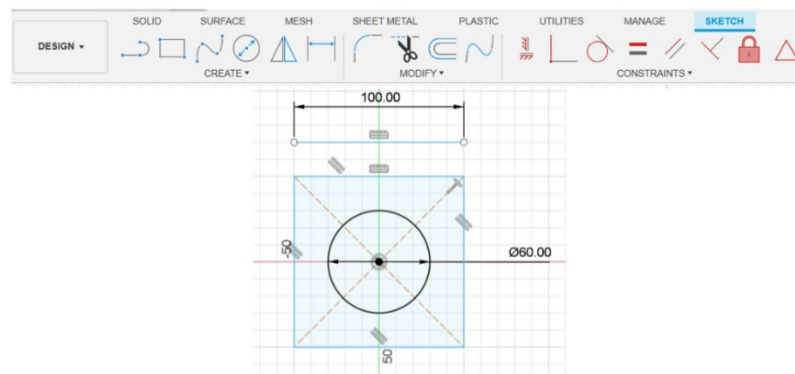 SOLID SURFACE MESH SHEET METAL PLASTIC UTILITIES MANAGE SKETCH
DESIGN ▾
CREATE ▾ MODIFY ▾ CONSTRAINTS ▾
100.00
-50
Ø60.00
50